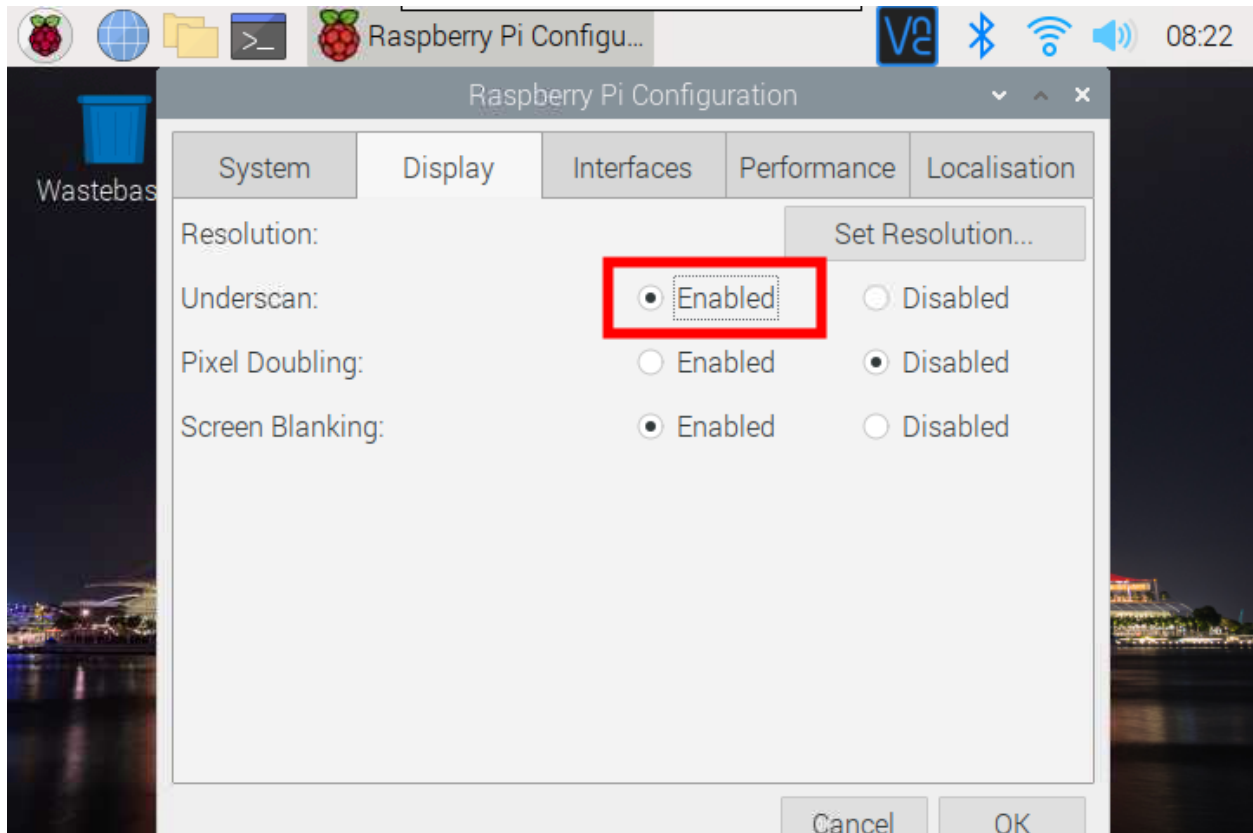 >_ Raspberry Pi Configu... V2 08:22
Raspberry Pi Configuration
Wastebas
System Display Interfaces Performance Localisation
Resolution: Set Resolution...
Underscan: Enabled Disabled
Pixel Doubling: Enabled Disabled
Screen Blanking: Enabled Disabled
Cancel OK